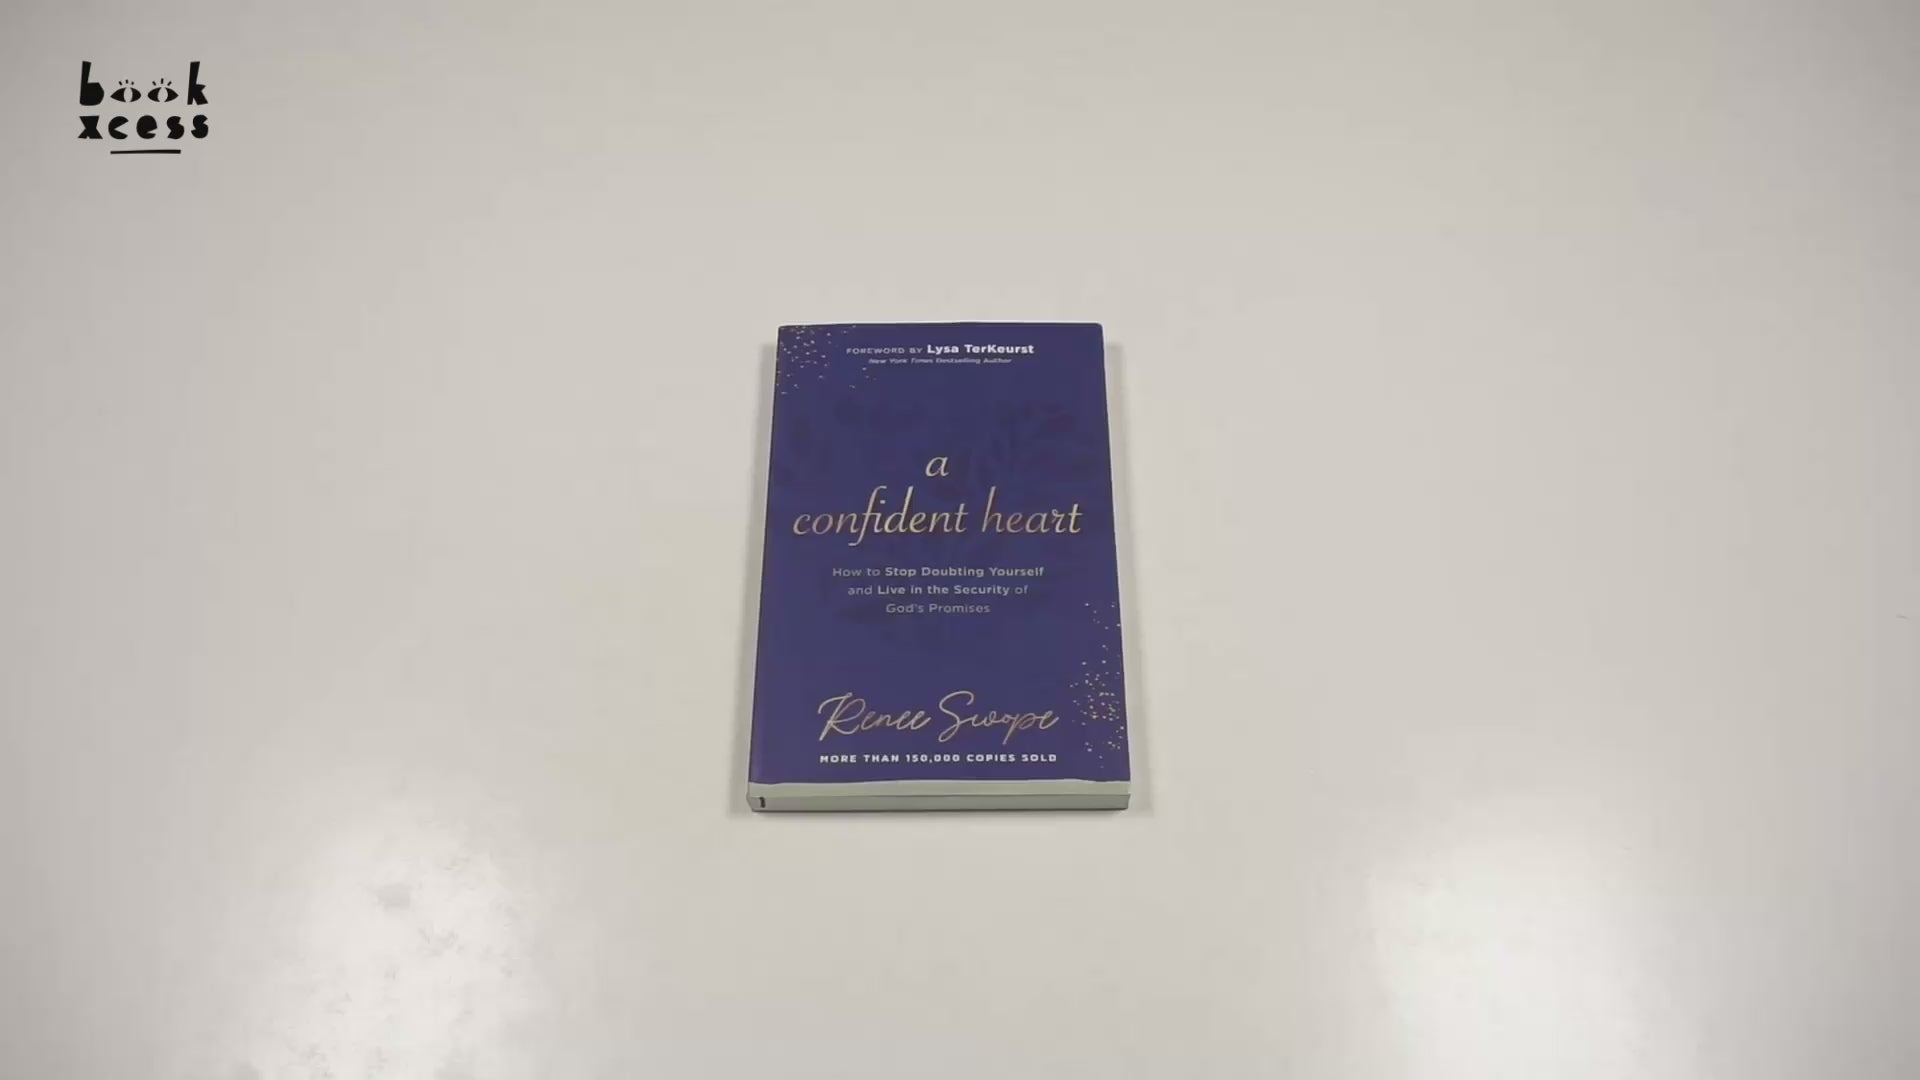 book
xcess
FOREWORD BY Lysa TerKeurst
New York Times Bestselling Author
a
confident heart
How to Stop Doubting Yourself
and Live in the Security of
God's Promises
Renee Swope
MORE THAN 150,000 COPIES SOLD